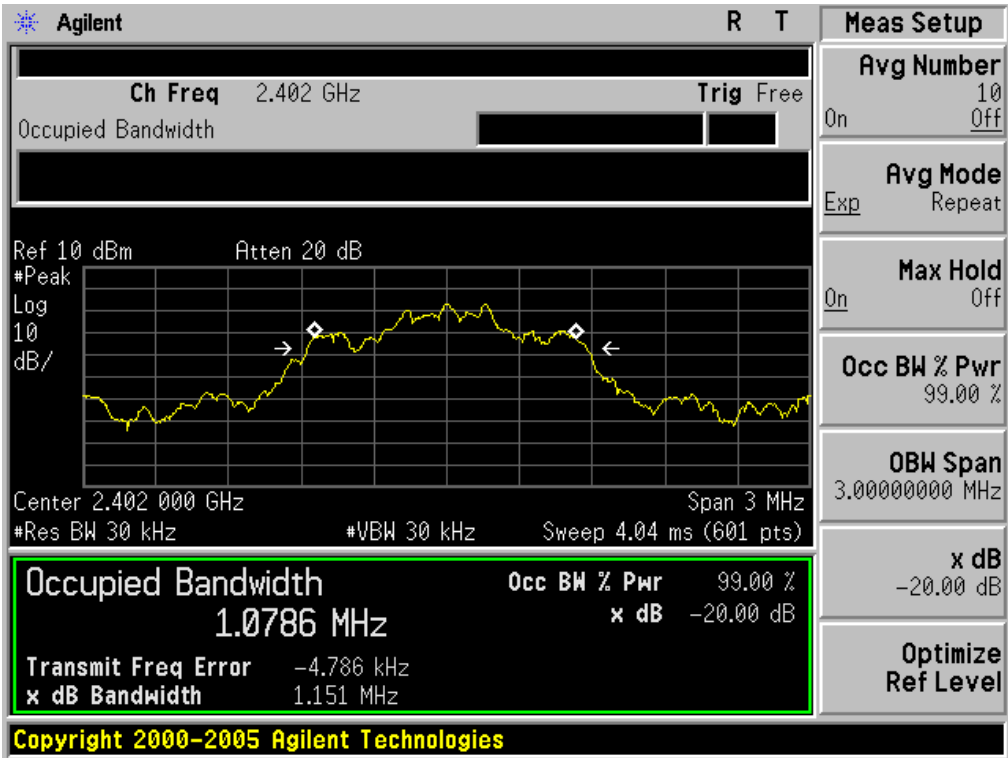 Agilent R T
Ch Freq 2.402 GHz Trig Free
Occupied Bandwidth
Ref 10 dBm Atten 20 dB
#Peak
Log
10
dB/
Center 2.402 000 GHz Span 3 MHz
#Res BW 30 kHz #VBW 30 kHz Sweep 4.04 ms (601 pts)
Occupied Bandwidth
1.0786 MHz
Occ BW % Pwr 99.00 %
x dB -20.00 dB
Transmit Freq Error -4.786 kHz
x dB Bandwidth 1.151 MHz
Copyright 2000-2005 Agilent Technologies
Meas Setup
Avg Number
10
On Off
Avg Mode
Exp Repeat
Max Hold
On Off
Occ BW % Pwr
99.00 %
OBW Span
3.00000000 MHz
x dB
-20.00 dB
Optimize
Ref Level